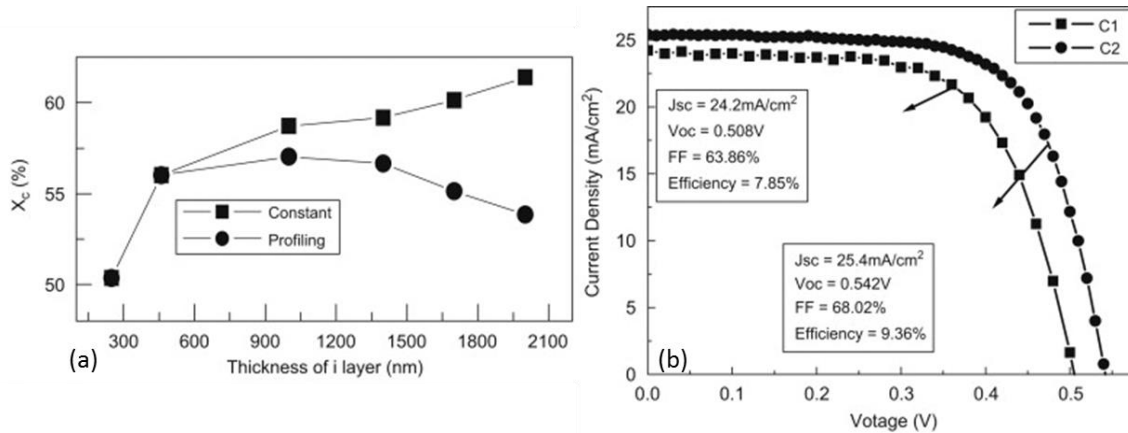 X_c (%)
60
55
50
Constant
Profiling
300 600 900 1200 1500 1800 2100
(a)
Thickness of i layer (nm)
Current Density (mA/cm²)
25
20
15
10
5
0
C1
C2
Jsc = 24.2mA/cm²
Voc = 0.508V
FF = 63.86%
Efficiency = 7.85%
Jsc = 25.4mA/cm²
Voc = 0.542V
FF = 68.02%
Efficiency = 9.36%
0.0 0.1 0.2 0.3 0.4 0.5
(b)
Votage (V)